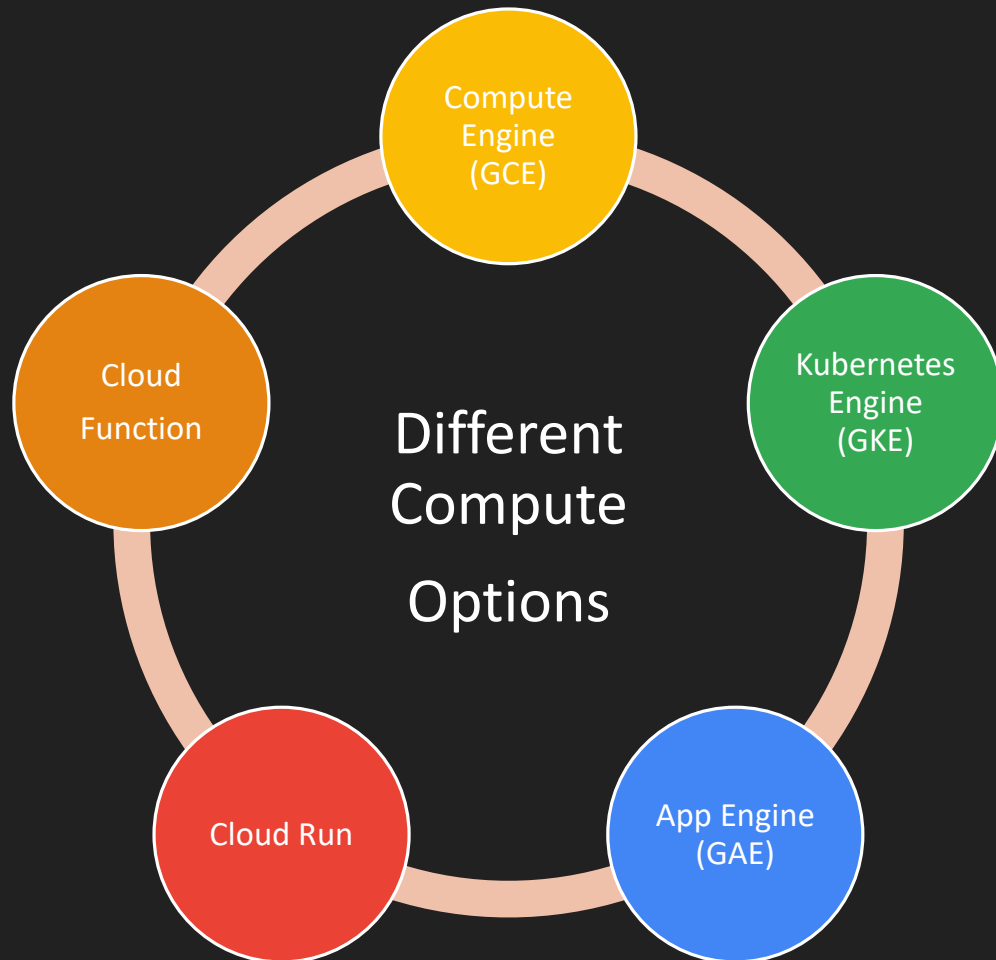 Compute
Engine
(GCE)
Kubernetes
Engine
(GKE)
App Engine
(GAE)
Cloud Run
Cloud
Function
Different
Compute
Options